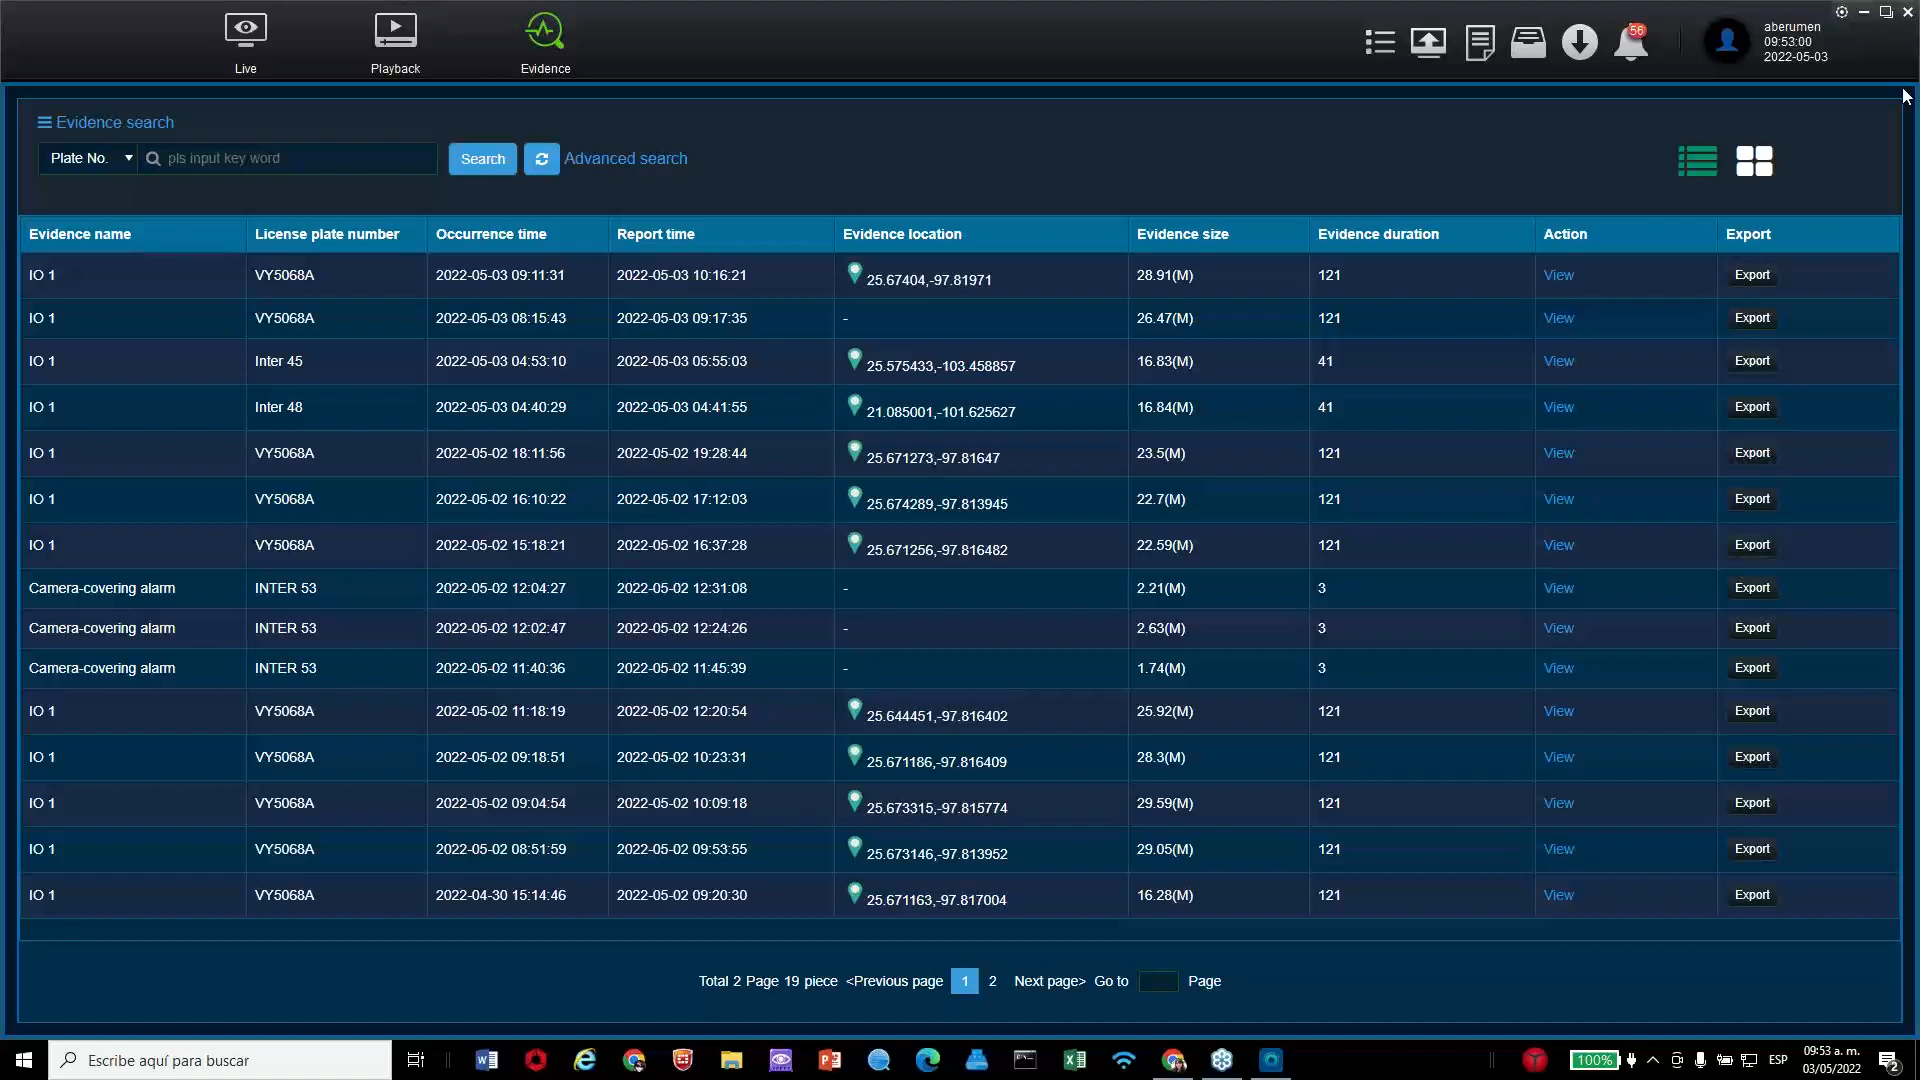 Live
Playback
Evidence
56
aberumen
09:53:00
2022-05-03
Evidence search
Plate No. pls input key word Search Advanced search
Evidence name License plate number Occurrence time Report time Evidence location Evidence size Evidence duration Action Export
IO 1 VY5068A 2022-05-03 09:11:31 2022-05-03 10:16:21 25.67404,-97.81971 28.91(M) 121 View Export
IO 1 VY5068A 2022-05-03 08:15:43 2022-05-03 09:17:35 - 26.47(M) 121 View Export
IO 1 Inter 45 2022-05-03 04:53:10 2022-05-03 05:55:03 25.575433,-103.458857 16.83(M) 41 View Export
IO 1 Inter 48 2022-05-03 04:40:29 2022-05-03 04:41:55 21.085001,-101.625627 16.84(M) 41 View Export
IO 1 VY5068A 2022-05-02 18:11:56 2022-05-02 19:28:44 25.671273,-97.81647 23.5(M) 121 View Export
IO 1 VY5068A 2022-05-02 16:10:22 2022-05-02 17:12:03 25.674289,-97.813945 22.7(M) 121 View Export
IO 1 VY5068A 2022-05-02 15:18:21 2022-05-02 16:37:28 25.671256,-97.816482 22.59(M) 121 View Export
Camera-covering alarm INTER 53 2022-05-02 12:04:27 2022-05-02 12:31:08 - 2.21(M) 3 View Export
Camera-covering alarm INTER 53 2022-05-02 12:02:47 2022-05-02 12:24:26 - 2.63(M) 3 View Export
Camera-covering alarm INTER 53 2022-05-02 11:40:36 2022-05-02 11:45:39 - 1.74(M) 3 View Export
IO 1 VY5068A 2022-05-02 11:18:19 2022-05-02 12:20:54 25.644451,-97.816402 25.92(M) 121 View Export
IO 1 VY5068A 2022-05-02 09:18:51 2022-05-02 10:23:31 25.671186,-97.816409 28.3(M) 121 View Export
IO 1 VY5068A 2022-05-02 09:04:54 2022-05-02 10:09:18 25.673315,-97.815774 29.59(M) 121 View Export
IO 1 VY5068A 2022-05-02 08:51:59 2022-05-02 09:53:55 25.673146,-97.813952 29.05(M) 121 View Export
IO 1 VY5068A 2022-04-30 15:14:46 2022-05-02 09:20:30 25.671163,-97.817004 16.28(M) 121 View Export
Total 2 Page 19 piece <Previous page 1 2 Next page> Go to Page
Escribe aquí para buscar
100%
ESP
09:53 a. m.
03/05/2022
2